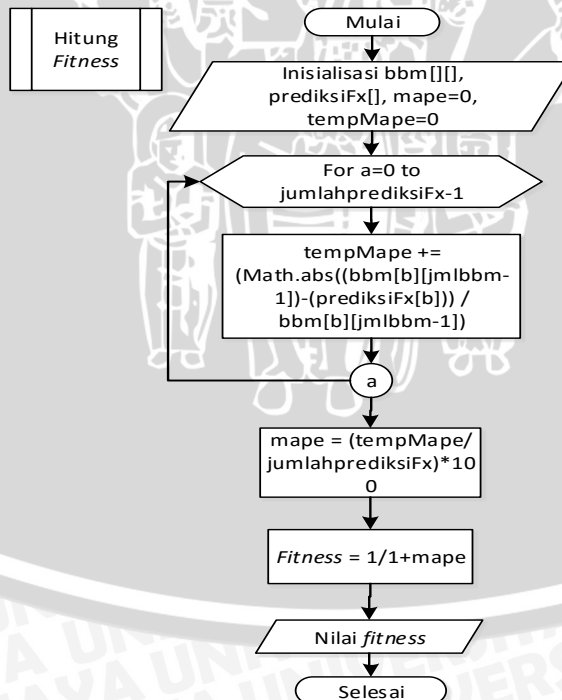 Hitung
Fitness
Mulai
Inisialisasi bbm[][],
prediksiFx[], mape=0,
tempMape=0
For a=0 to
jumlahprediksiFx-1
tempMape +=
(Math.abs((bbm[b][jmlbbm-
1])-(prediksiFx[b])) /
bbm[b][jmlbbm-1])
a
mape = (tempMape/
jumlahprediksiFx)*10
0
Fitness = 1/1+mape
Nilai fitness
Selesai